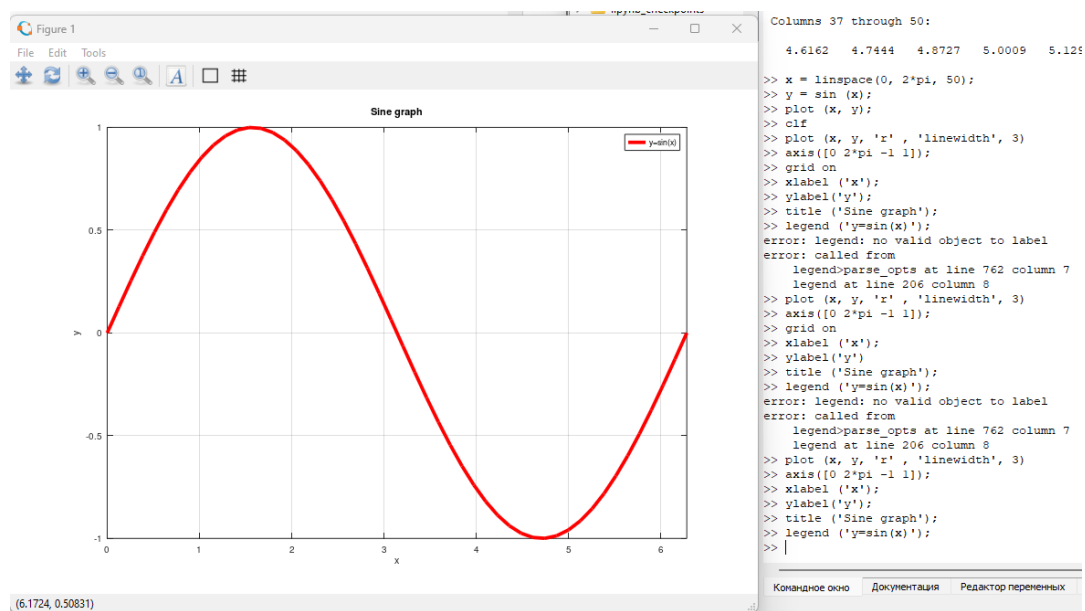 Figure 1
File Edit Tools
Sine graph
y=sin(x)
1
0.5
0
-0.5
-1
y
0 1 2 3 4 5 6
x
(6.1724, 0.50831)
Columns 37 through 50:
4.6162 4.7444 4.8727 5.0009 5.129
>> x = linspace(0, 2*pi, 50);
>> y = sin (x);
>> plot (x, y);
>> clf
>> plot (x, y, 'r' , 'linewidth', 3)
>> axis([0 2*pi -1 1]);
>> grid on
>> xlabel ('x');
>> ylabel('y');
>> title ('Sine graph');
>> legend ('y=sin(x)');
error: legend: no valid object to label
error: called from
legend>parse_opts at line 762 column 7
legend at line 206 column 8
>> plot (x, y, 'r' , 'linewidth', 3)
>> axis([0 2*pi -1 1]);
>> grid on
>> xlabel ('x');
>> ylabel('y')
>> title ('Sine graph');
>> legend ('y=sin(x)');
error: legend: no valid object to label
error: called from
legend>parse_opts at line 762 column 7
legend at line 206 column 8
>> plot (x, y, 'r' , 'linewidth', 3)
>> axis([0 2*pi -1 1]);
>> xlabel ('x');
>> ylabel('y');
>> title ('Sine graph');
>> legend ('y=sin(x)');
>>
Командное окно Документация Редактор переменных